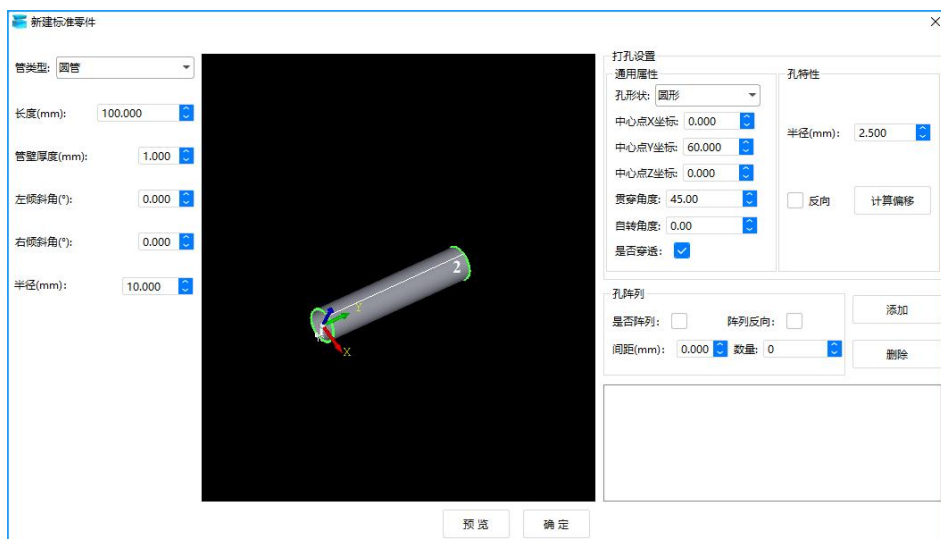 新建标准零件
管类型: 圆管
长度(mm): 100.000
管壁厚度(mm): 1.000
左倾斜角(°): 0.000
右倾斜角(°): 0.000
半径(mm): 10.000
2
Y
X
打孔设置
通用属性
孔形状: 圆形
中心点X坐标: 0.000
中心点Y坐标: 60.000
中心点Z坐标: 0.000
贯穿角度: 45.00
自转角度: 0.00
是否穿透:
孔特性
半径(mm): 2.500
反向 计算偏移
孔阵列
是否阵列: 阵列反向:
间距(mm): 0.000 数量: 0
添加
删除
预 览 确 定